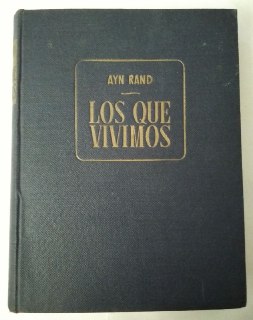 AYN RAND
LOS QUE
VIVIMOS